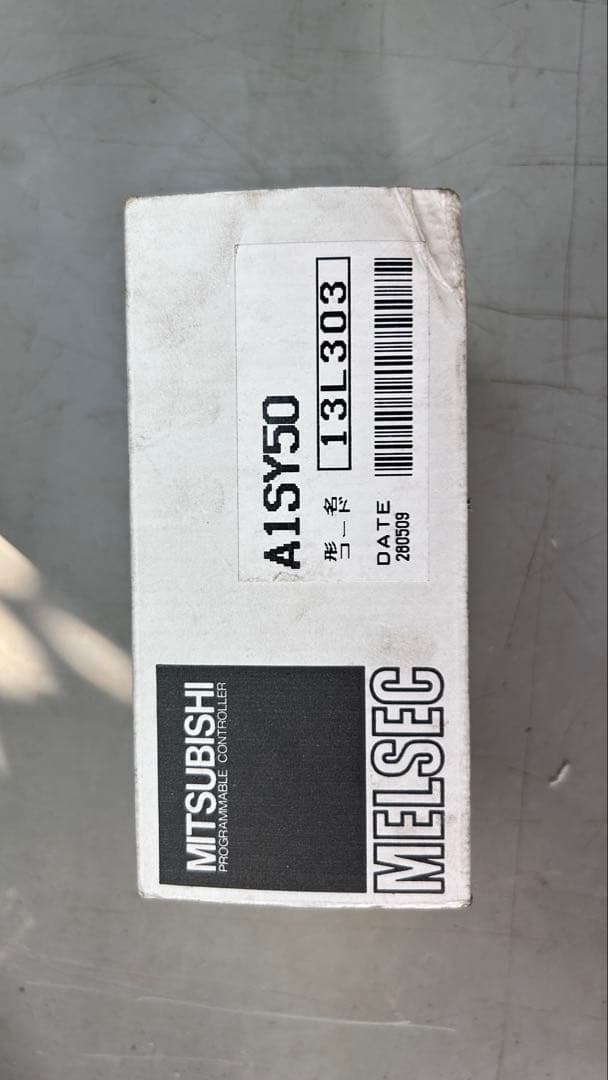 MITSUBISHI
PROGRAMMABLE CONTROLLER
MELSEC
A1SY50
形名
コード
13L303
DATE
280509